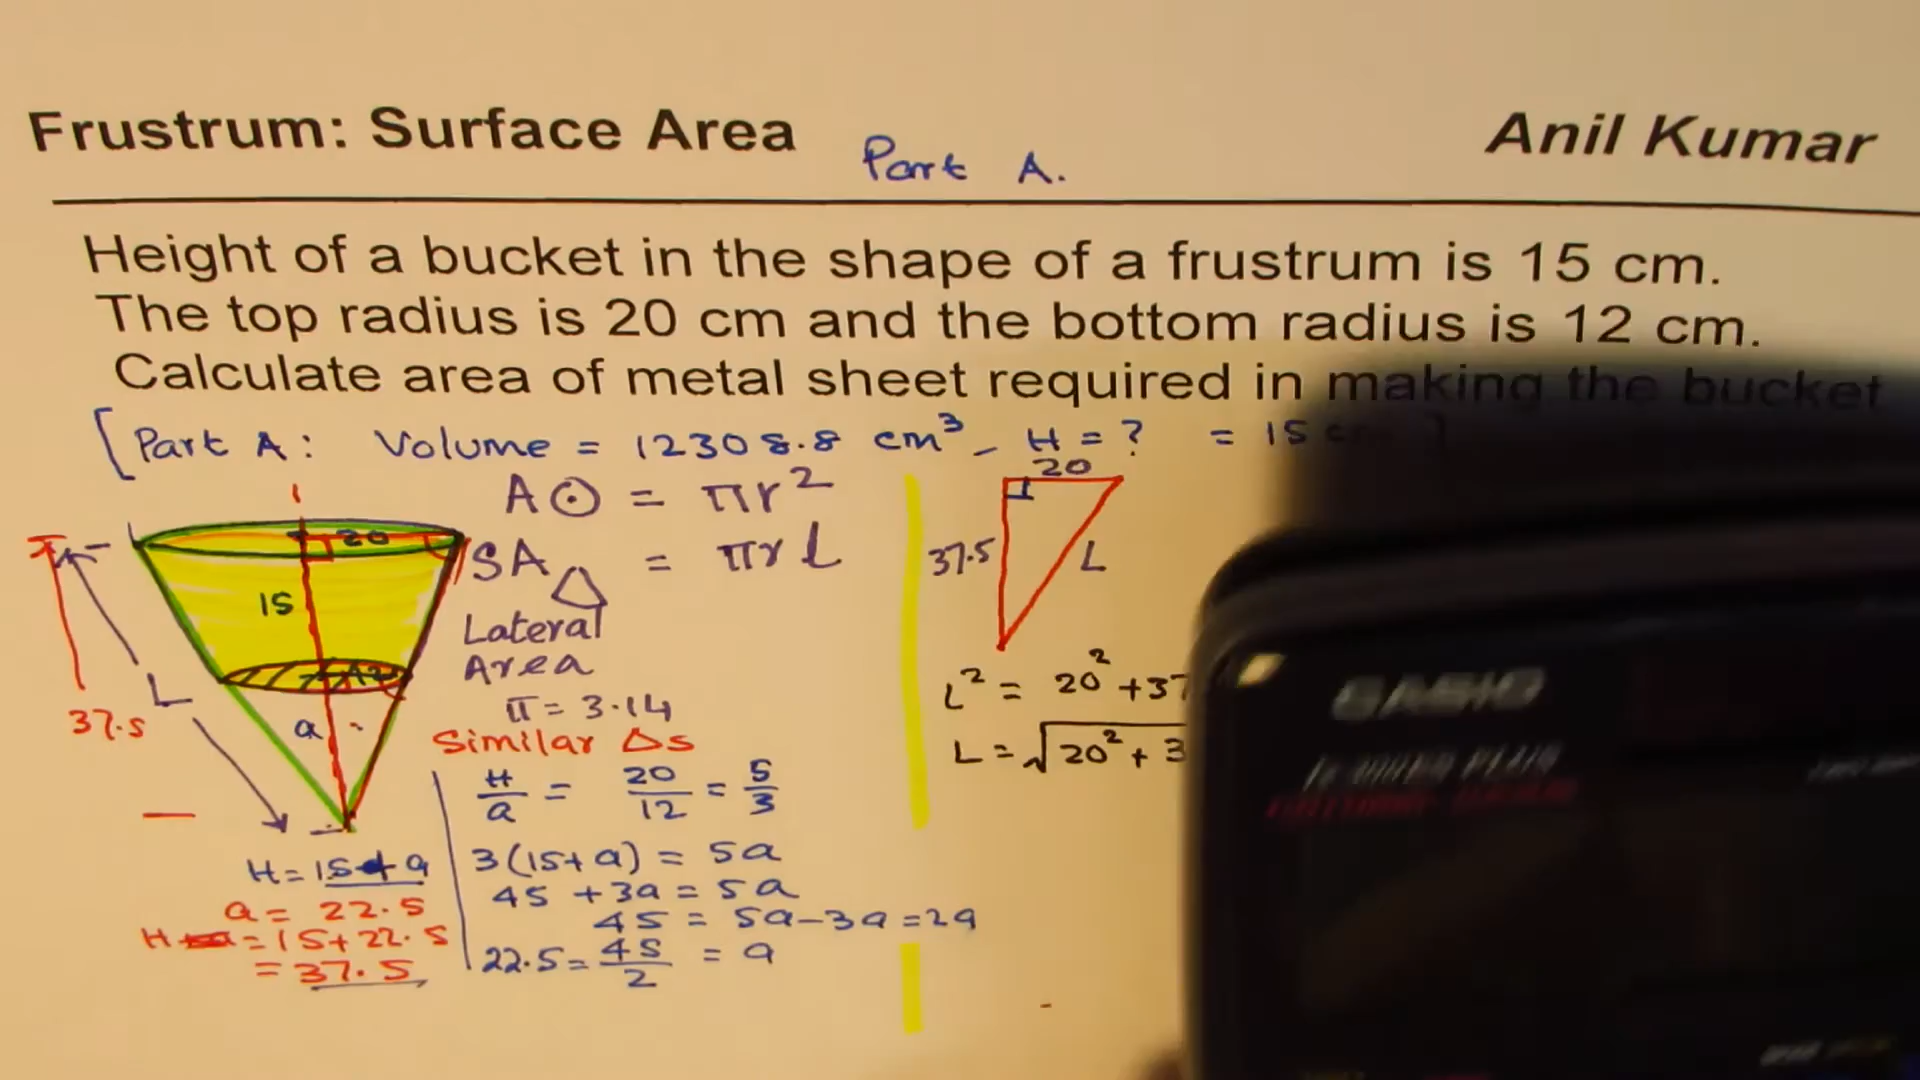 Frustrum: Surface Area
Part A.
Anil Kumar
Height of a bucket in the shape of a frustrum is 15 cm.
The top radius is 20 cm and the bottom radius is 12 cm.
Calculate area of metal sheet required in making the bucket
[Part A: Volume = 12308.8 cm³ - H = ? = 15
A⊙ = πr²
SA△ = πrl
Lateral
Area
π = 3.14
20
15
12
a
L
37.5
H = 15 + a
a = 22.5
H = 15 + 22.5
= 37.5
Similar Δs
H/a = 20/12 = 5/3
3(15+a) = 5a
45 + 3a = 5a
45 = 5a - 3a = 2a
22.5 = 45/2 = a
20
37.5
L
L² = 20² + 37
L = √20² + 3
CASIO